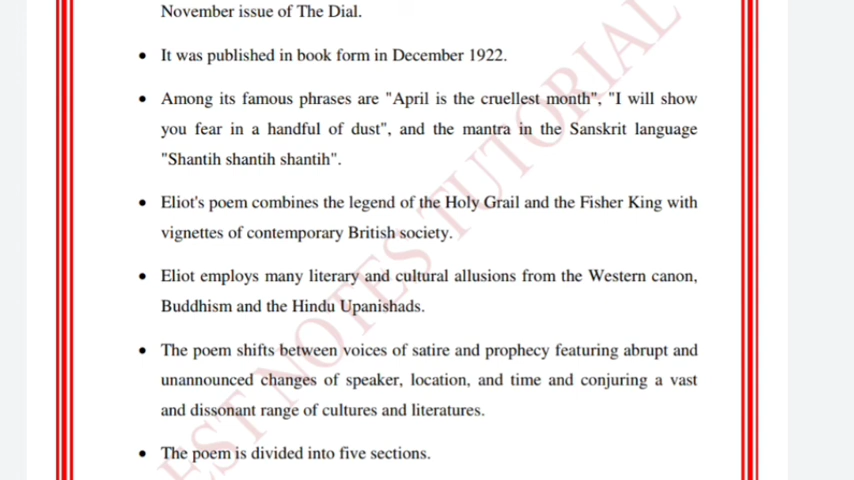 November issue of The Dial.
• It was published in book form in December 1922.
• Among its famous phrases are "April is the cruellest month", "I will show
you fear in a handful of dust", and the mantra in the Sanskrit language
"Shantih shantih shantih".
• Eliot's poem combines the legend of the Holy Grail and the Fisher King with
vignettes of contemporary British society.
• Eliot employs many literary and cultural allusions from the Western canon,
Buddhism and the Hindu Upanishads.
• The poem shifts between voices of satire and prophecy featuring abrupt and
unannounced changes of speaker, location, and time and conjuring a vast
and dissonant range of cultures and literatures.
• The poem is divided into five sections.
EST NOTES TUTORIAL